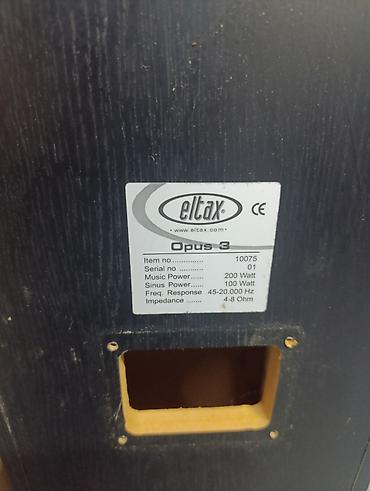 eltax® CE
• www.eltax.com •
Opus 3
Item no .............. 10075
Serial no ........... 01
Music Power...... 200 Watt
Sinus Power...... 100 Watt
Freq. Response 45-20.000 Hz
Impedance ....... 4-8 Ohm